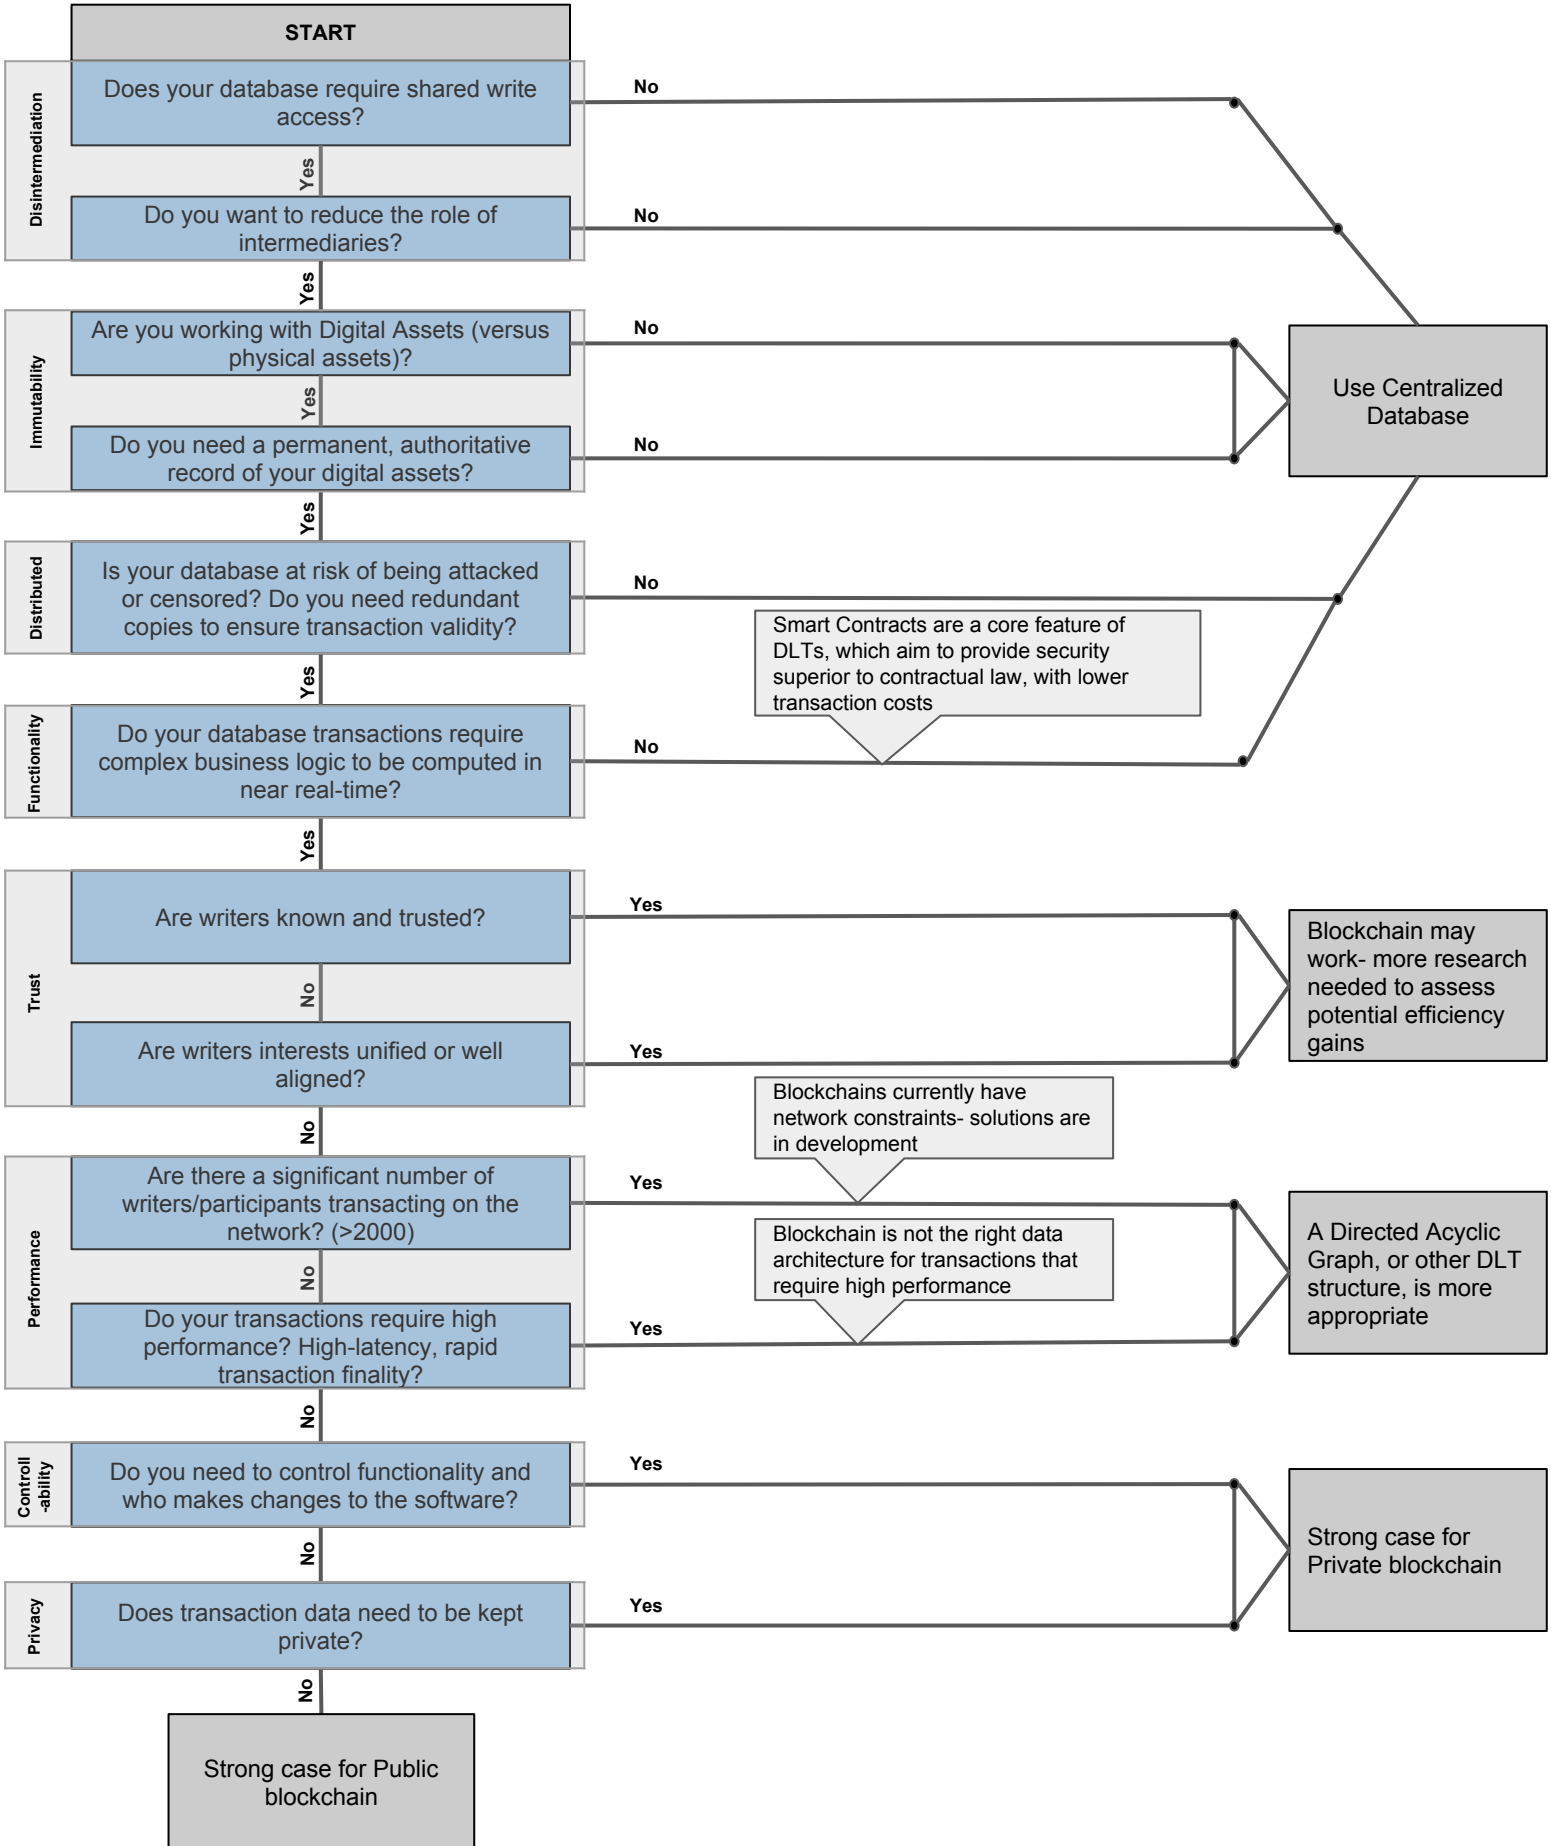 START
Disintermediation
Does your database require shared write
access?
No
Yes
Do you want to reduce the role of
intermediaries?
No
Yes
Immutability
Are you working with Digital Assets (versus
physical assets)?
No
Yes
Do you need a permanent, authoritative
record of your digital assets?
No
Use Centralized
Database
Yes
Distributed
Is your database at risk of being attacked
or censored? Do you need redundant
copies to ensure transaction validity?
No
Yes
Smart Contracts are a core feature of
DLTs, which aim to provide security
superior to contractual law, with lower
transaction costs
Functionality
Do your database transactions require
complex business logic to be computed in
near real-time?
No
Yes
Trust
Are writers known and trusted?
Yes
No
Are writers interests unified or well
aligned?
Yes
Blockchain may
work- more research
needed to assess
potential efficiency
gains
No
Blockchains currently have
network constraints- solutions are
in development
Performance
Are there a significant number of
writers/participants transacting on the
network? (>2000)
Yes
No
Blockchain is not the right data
architecture for transactions that
require high performance
Do your transactions require high
performance? High-latency, rapid
transaction finality?
Yes
A Directed Acyclic
Graph, or other DLT
structure, is more
appropriate
No
Controll
-ability
Do you need to control functionality and
who makes changes to the software?
Yes
No
Privacy
Does transaction data need to be kept
private?
Yes
Strong case for
Private blockchain
No
Strong case for Public
blockchain